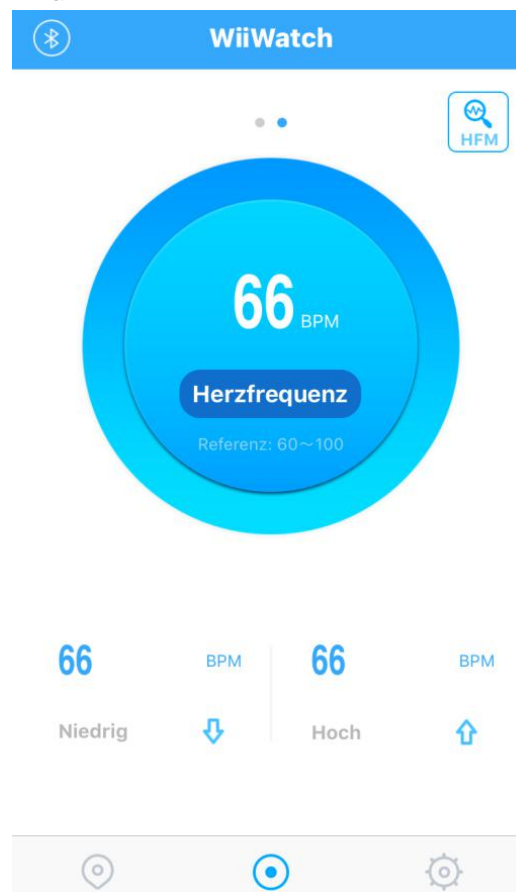 WiiWatch
HFM
66 BPM
Herzfrequenz
Referenz: 60～100
66 BPM 66 BPM
Niedrig Hoch